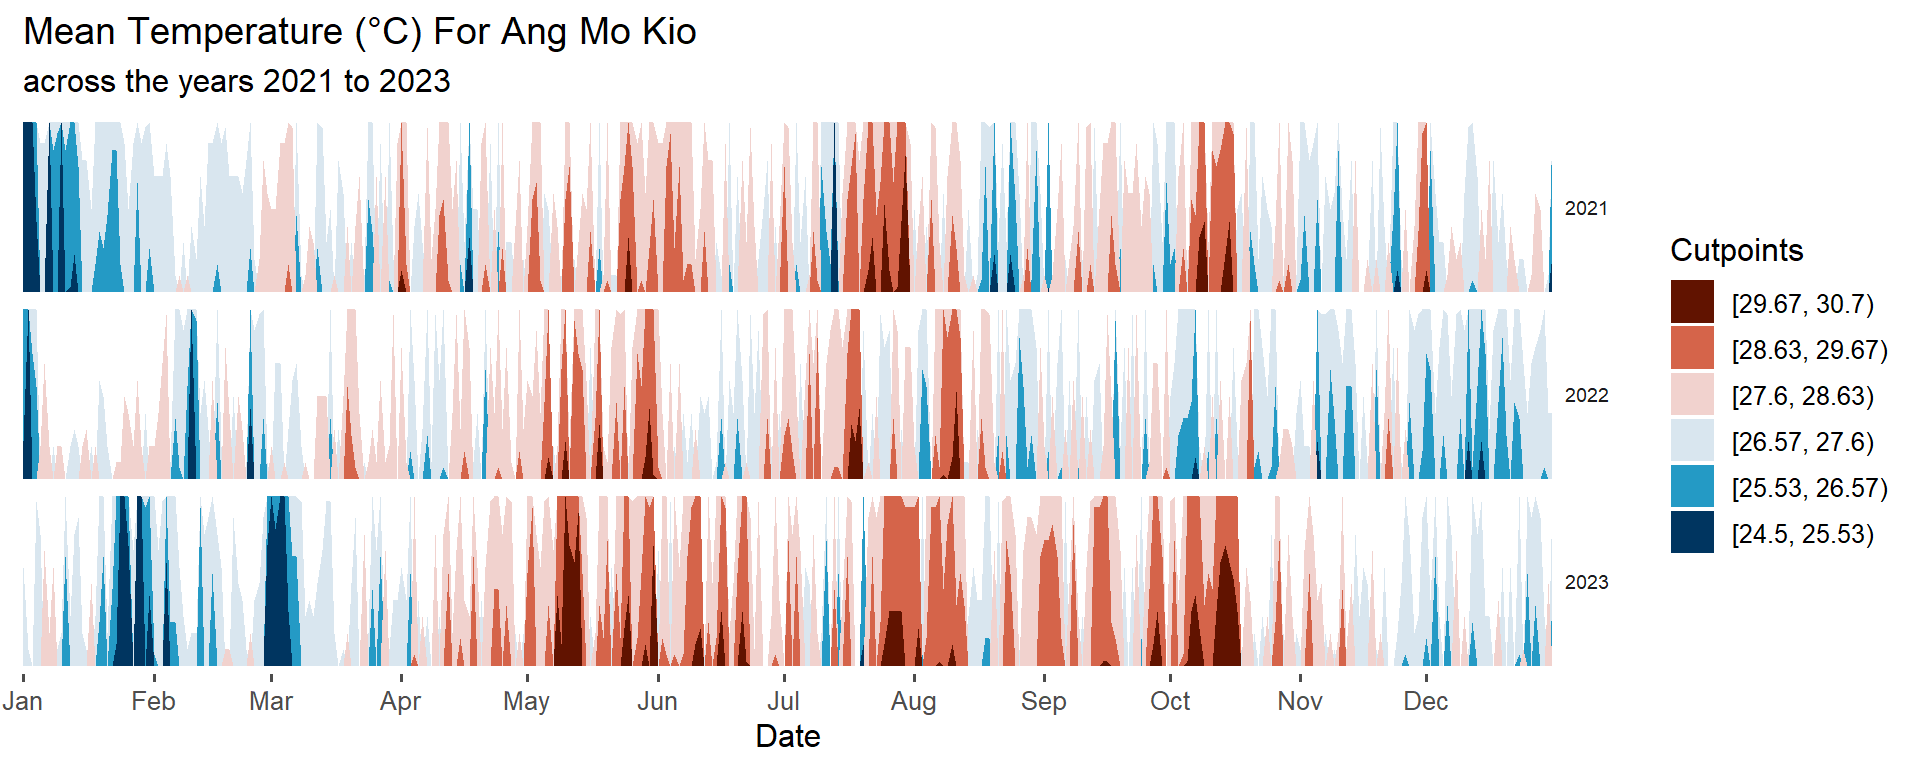 Mean Temperature (°C) For Ang Mo Kio
across the years 2021 to 2023
2021
2022
2023
Jan Feb Mar Apr May Jun Jul Aug Sep Oct Nov Dec
Date
Cutpoints
[29.67, 30.7)
[28.63, 29.67)
[27.6, 28.63)
[26.57, 27.6)
[25.53, 26.57)
[24.5, 25.53)